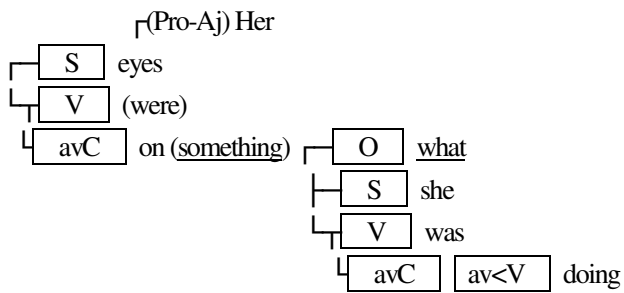 (Pro-Aj) Her
S eyes
V (were)
avC on (something) O what
S she
V was
avC av<V doing